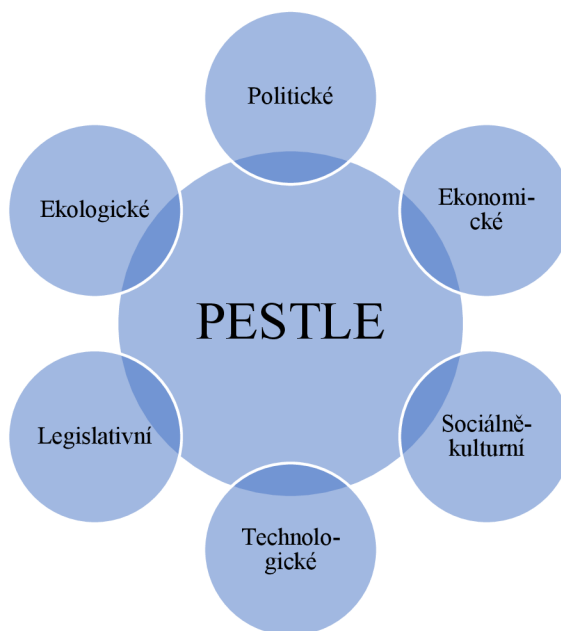 Politické
Ekonomi-
cké
Sociálně-
kulturní
Technolo-
gické
Legislativní
Ekologické
PESTLE